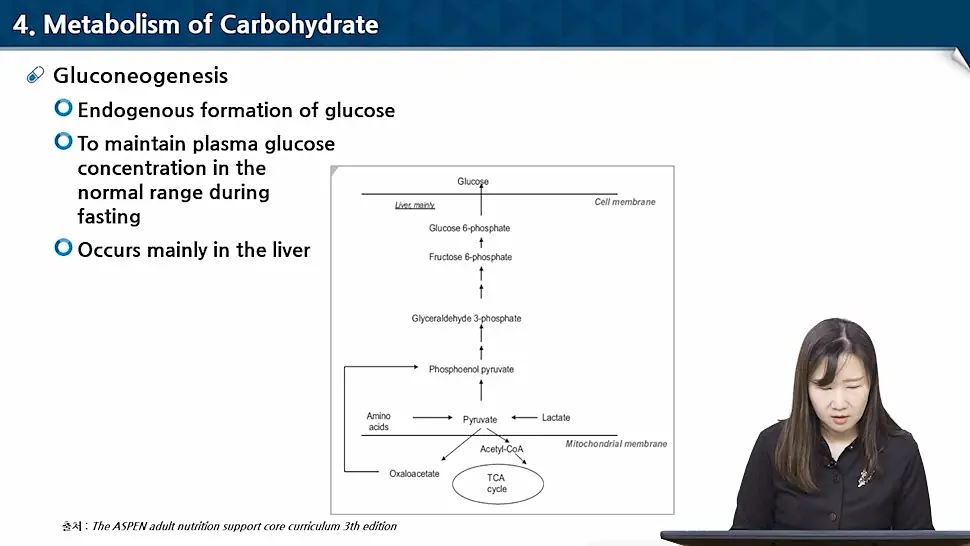 4. Metabolism of Carbohydrate
Gluconeogenesis
Endogenous formation of glucose
To maintain plasma glucose
concentration in the
normal range during
fasting
Occurs mainly in the liver
Glucose
Liver, mainly
Cell membrane
Glucose 6-phosphate
Fructose 6-phosphate
Glyceraldehyde 3-phosphate
Phosphoenol pyruvate
Amino
acids
Pyruvate
Lactate
Mitochondrial membrane
Acetyl-CoA
Oxaloacetate
TCA
cycle
출처 : The ASPEN adult nutrition support core curriculum 3th edition